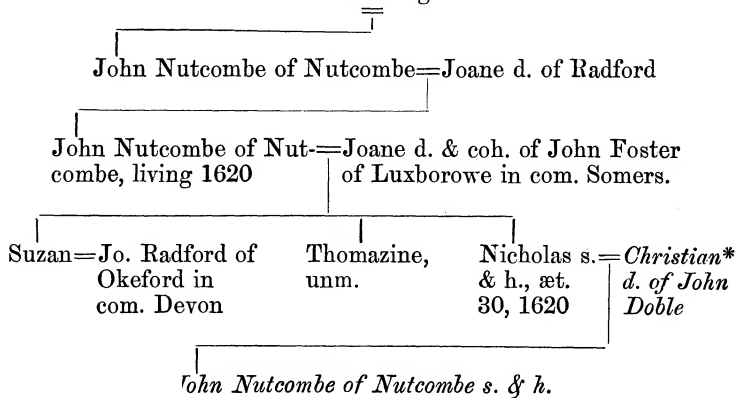 John Nutcombe of Nutcombe=Joane d. of Radford
John Nutcombe of Nut-=Joane d. & coh. of John Foster
combe, living 1620 of Luxborowe in com. Somers.
Suzan=Jo. Radford of Thomazine, Nicholas s.=Christian*
Okeford in unm. & h., æt. d. of John
com. Devon 30, 1620 Doble
John Nutcombe of Nutcombe s. & h.